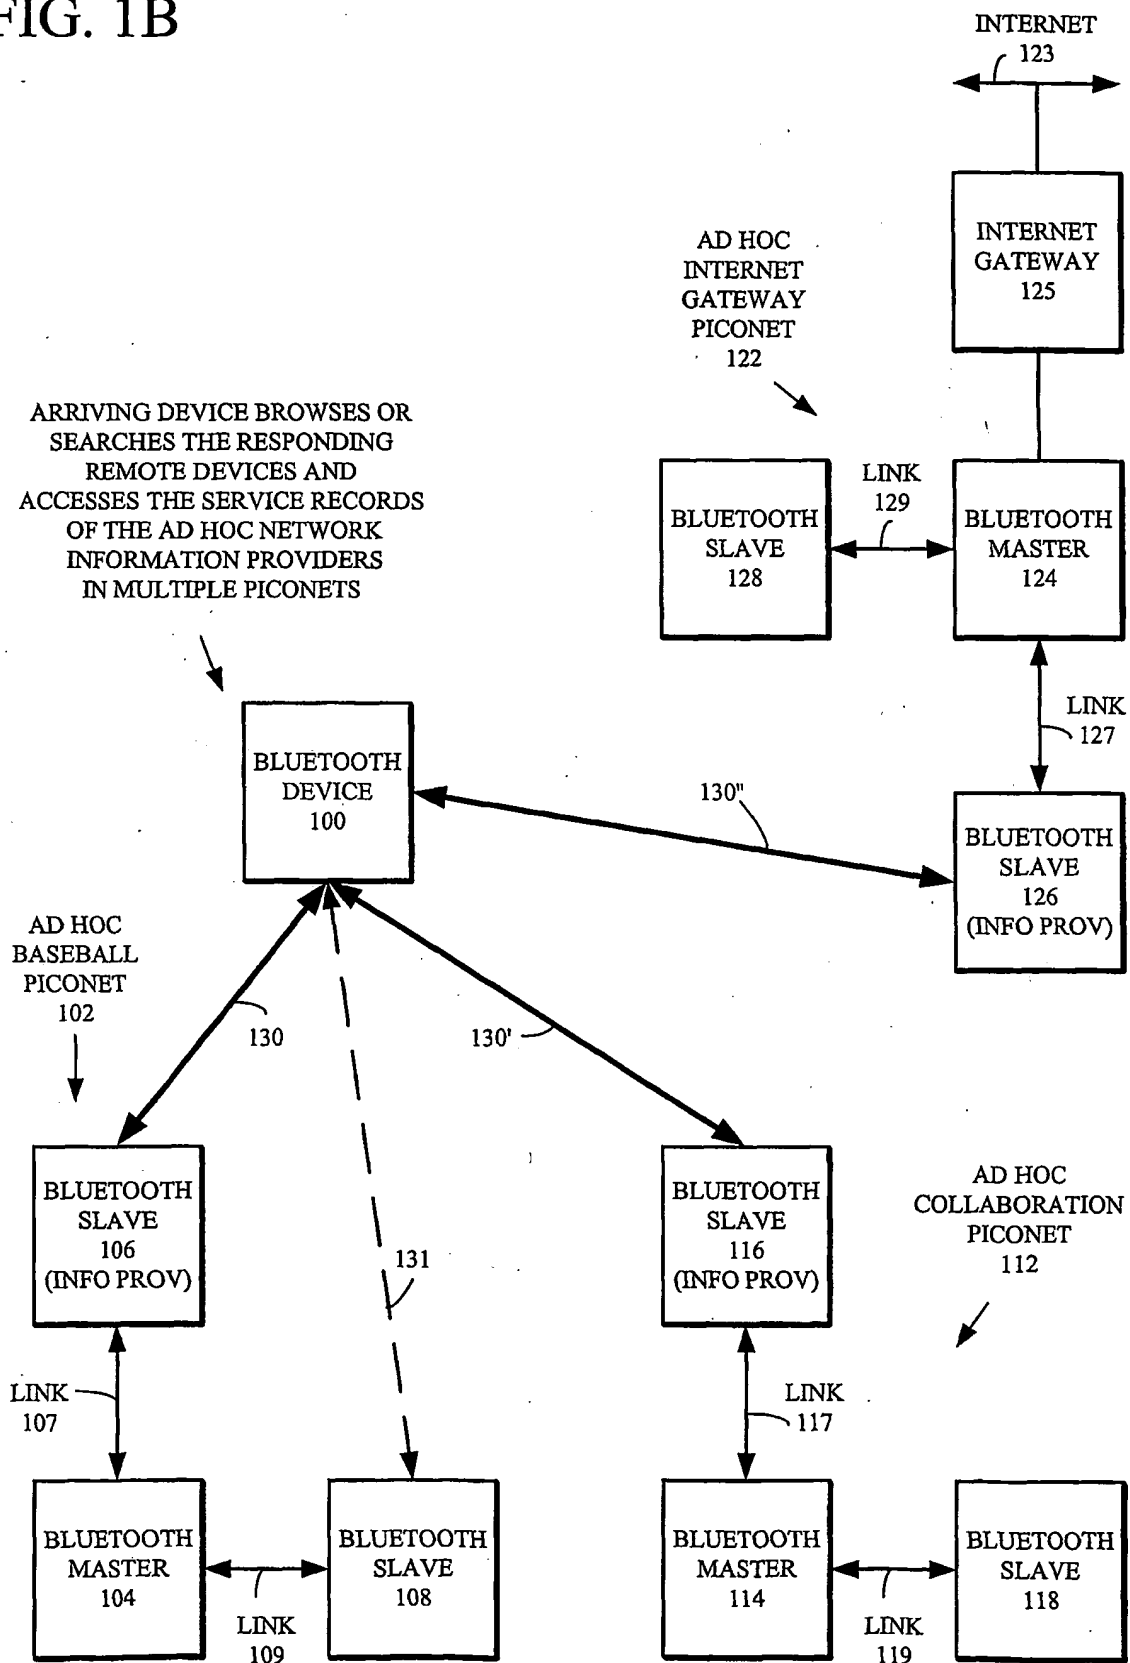 FIG. 1B
INTERNET
123
INTERNET
GATEWAY
125
AD HOC
INTERNET
GATEWAY
PICONET
122
ARRIVING DEVICE BROWSES OR
SEARCHES THE RESPONDING
REMOTE DEVICES AND
ACCESSES THE SERVICE RECORDS
OF THE AD HOC NETWORK
INFORMATION PROVIDERS
IN MULTIPLE PICONETS
BLUETOOTH
SLAVE
128
LINK
129
BLUETOOTH
MASTER
124
LINK
127
BLUETOOTH
DEVICE
100
130"
BLUETOOTH
SLAVE
126
(INFO PROV)
AD HOC
BASEBALL
PICONET
102
130
130'
BLUETOOTH
SLAVE
106
(INFO PROV)
131
BLUETOOTH
SLAVE
116
(INFO PROV)
AD HOC
COLLABORATION
PICONET
112
LINK
107
LINK
117
BLUETOOTH
MASTER
104
LINK
109
BLUETOOTH
SLAVE
108
BLUETOOTH
MASTER
114
LINK
119
BLUETOOTH
SLAVE
118